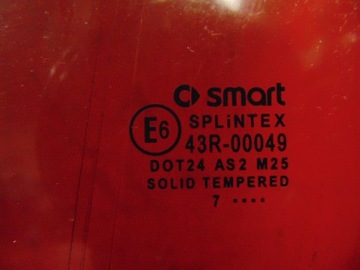 smart
SPLiNTEX
E6 43R-00049
DOT24 AS2 M25
SOLID TEMPERED
7 ••••